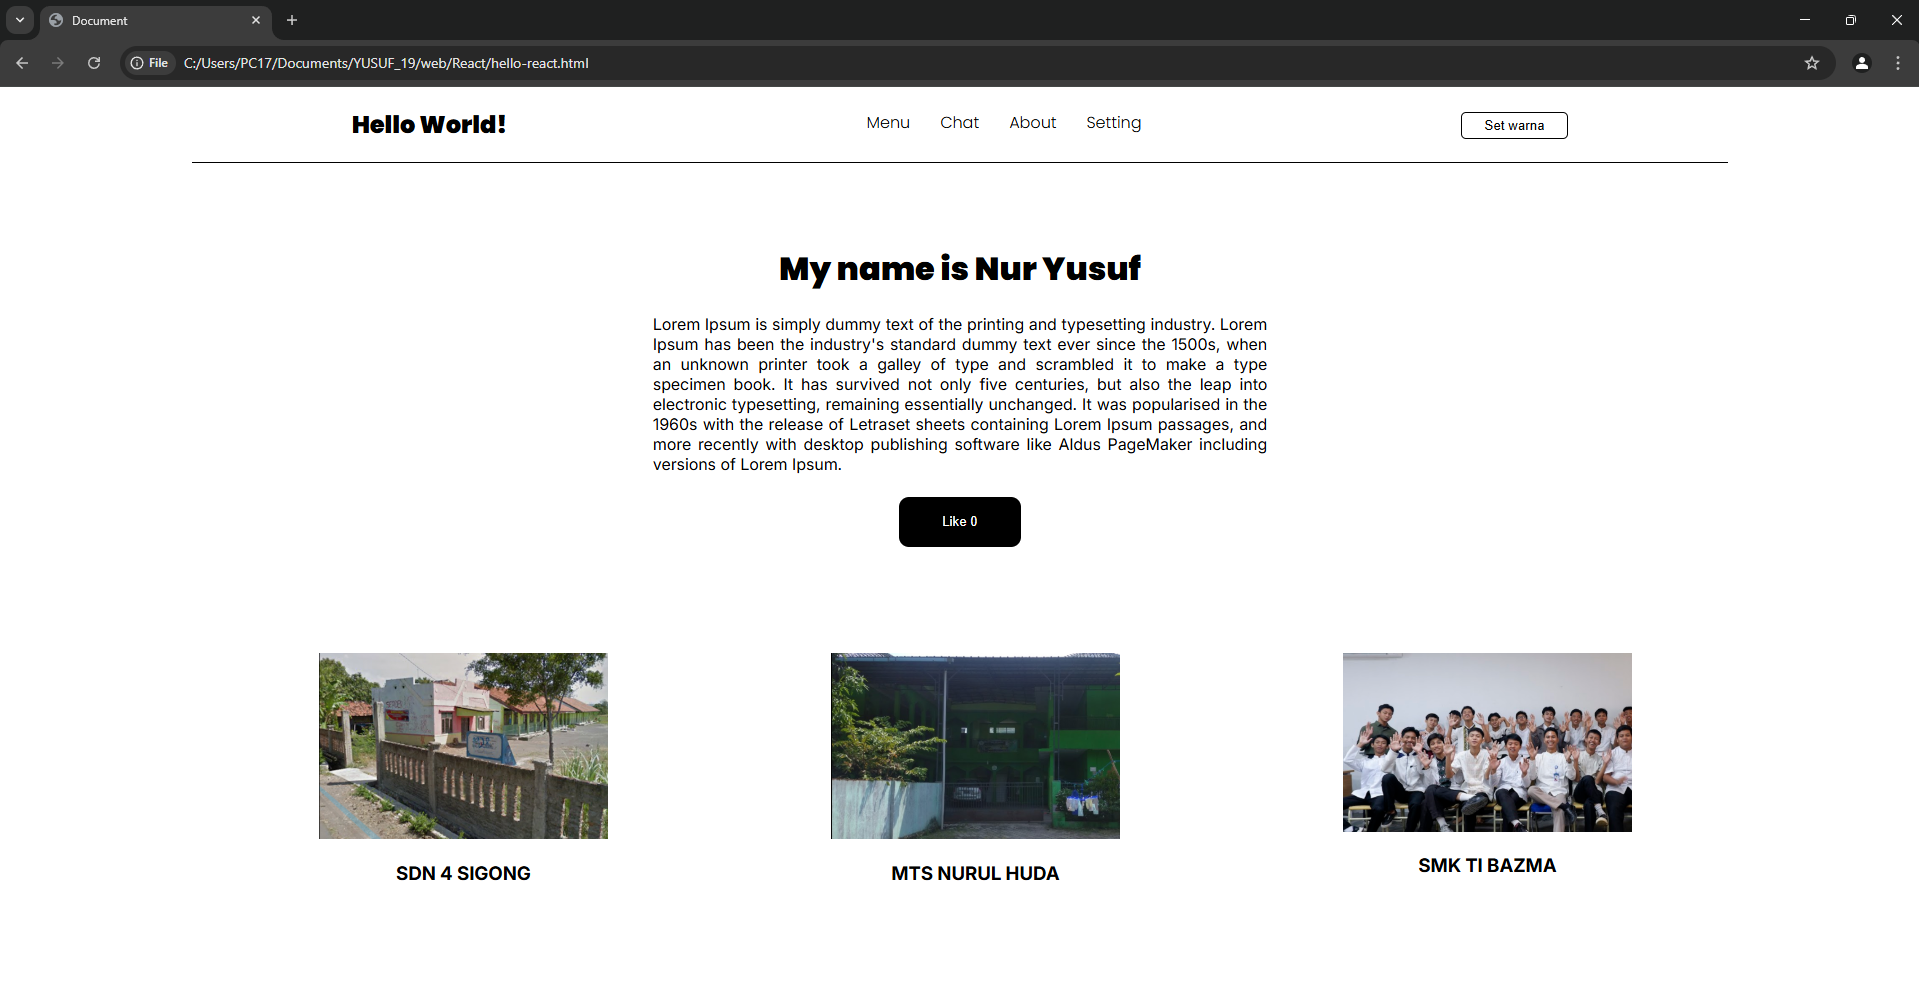 Document
File
C:/Users/PC17/Documents/YUSUF_19/web/React/hello-react.html
Hello World!
Menu
Chat
About
Setting
Set warna
My name is Nur Yusuf
Lorem Ipsum is simply dummy text of the printing and typesetting industry. Lorem
Ipsum has been the industry's standard dummy text ever since the 1500s, when
an unknown printer took a galley of type and scrambled it to make a type
specimen book. It has survived not only five centuries, but also the leap into
electronic typesetting, remaining essentially unchanged. It was popularised in the
1960s with the release of Letraset sheets containing Lorem Ipsum passages, and
more recently with desktop publishing software like Aldus PageMaker including
versions of Lorem Ipsum.
Like 0
SDN 4 SIGONG
MTS NURUL HUDA
SMK TI BAZMA